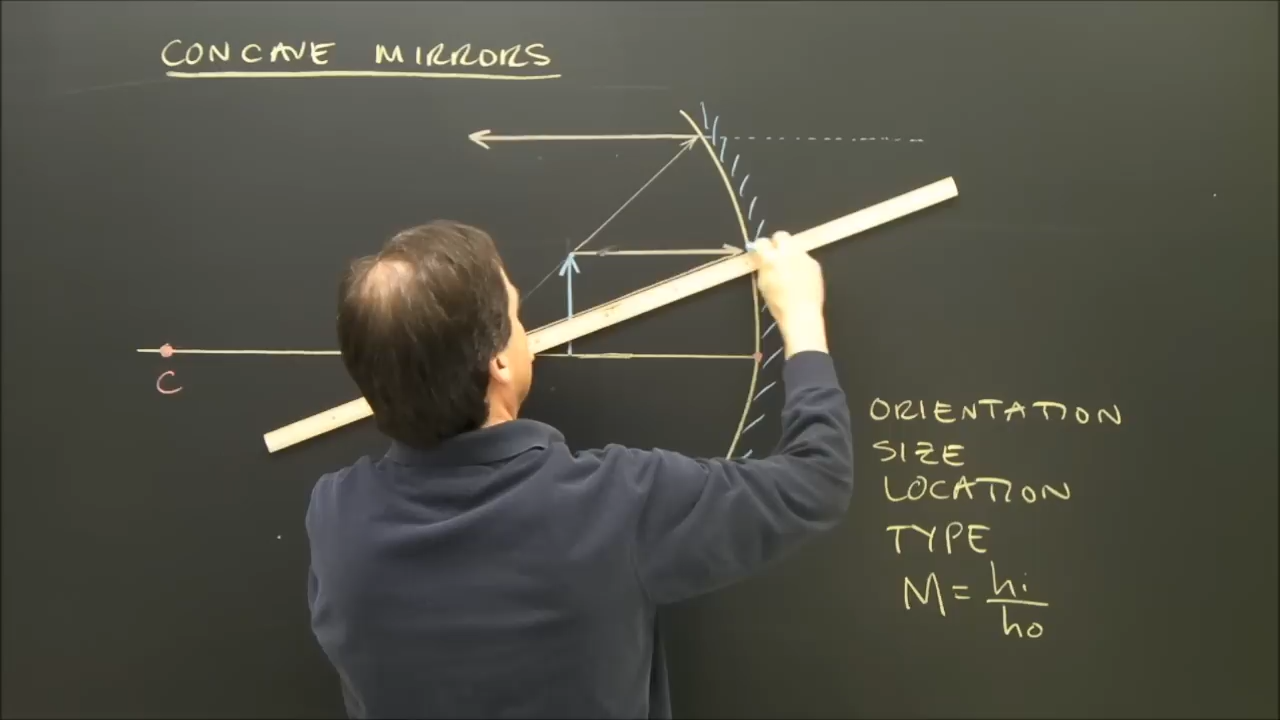 CONCAVE MIRRORS
C
ORIENTATION
SIZE
LOCATION
TYPE
M = hi/ho